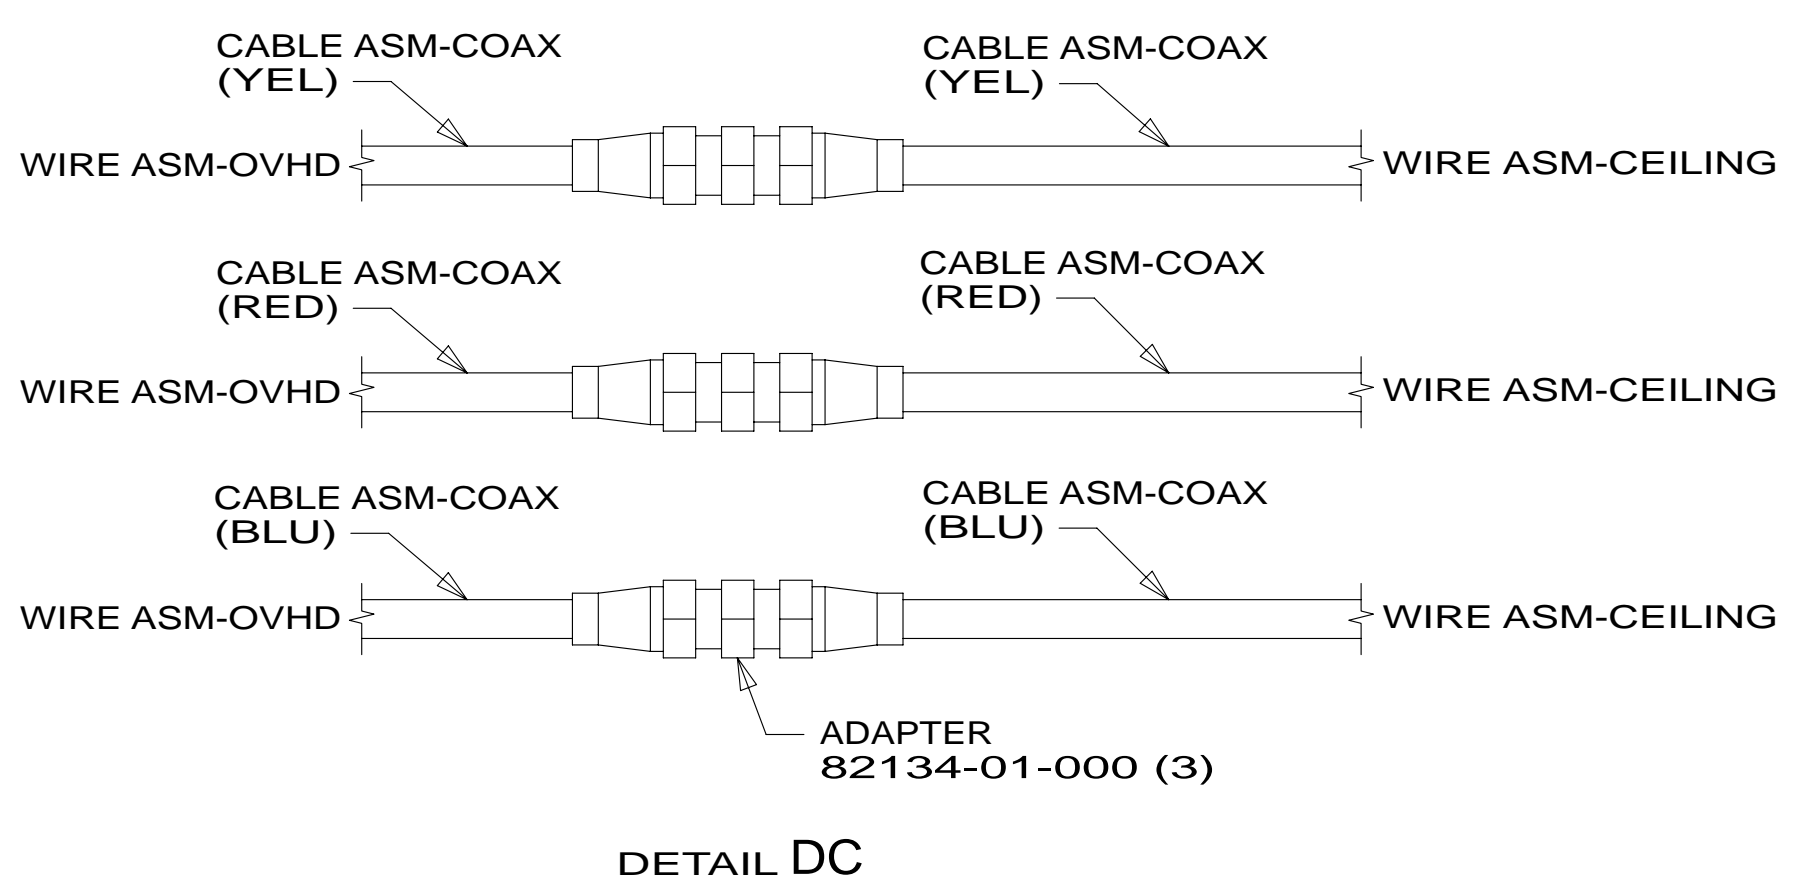 CABLE ASM-COAX
(YEL)
CABLE ASM-COAX
(YEL)
WIRE ASM-OVHD
WIRE ASM-CEILING
CABLE ASM-COAX
(RED)
CABLE ASM-COAX
(RED)
WIRE ASM-OVHD
WIRE ASM-CEILING
CABLE ASM-COAX
(BLU)
CABLE ASM-COAX
(BLU)
WIRE ASM-OVHD
WIRE ASM-CEILING
ADAPTER
82134-01-000 (3)
DETAIL DC